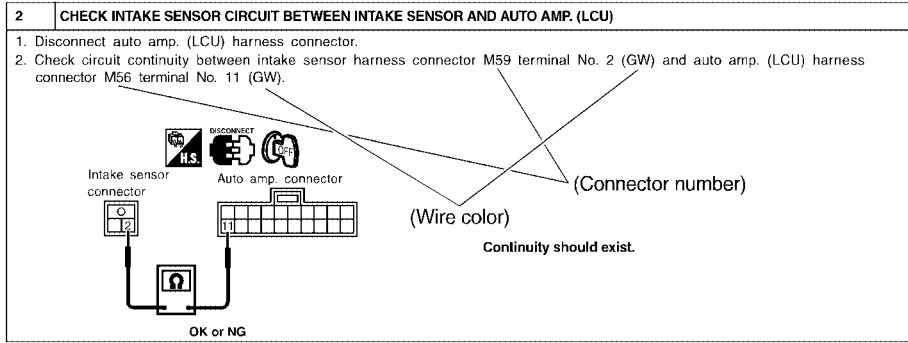 2 CHECK INTAKE SENSOR CIRCUIT BETWEEN INTAKE SENSOR AND AUTO AMP. (LCU)
1. Disconnect auto amp. (LCU) harness connector.
2. Check circuit continuity between intake sensor harness connector M59 terminal No. 2 (GW) and auto amp. (LCU) harness
connector M56 terminal No. 11 (GW).
H.S.
DISCONNECT
OFF
Intake sensor
connector
Auto amp. connector
(Connector number)
(Wire color)
2
11
Continuity should exist.
Ω
OK or NG